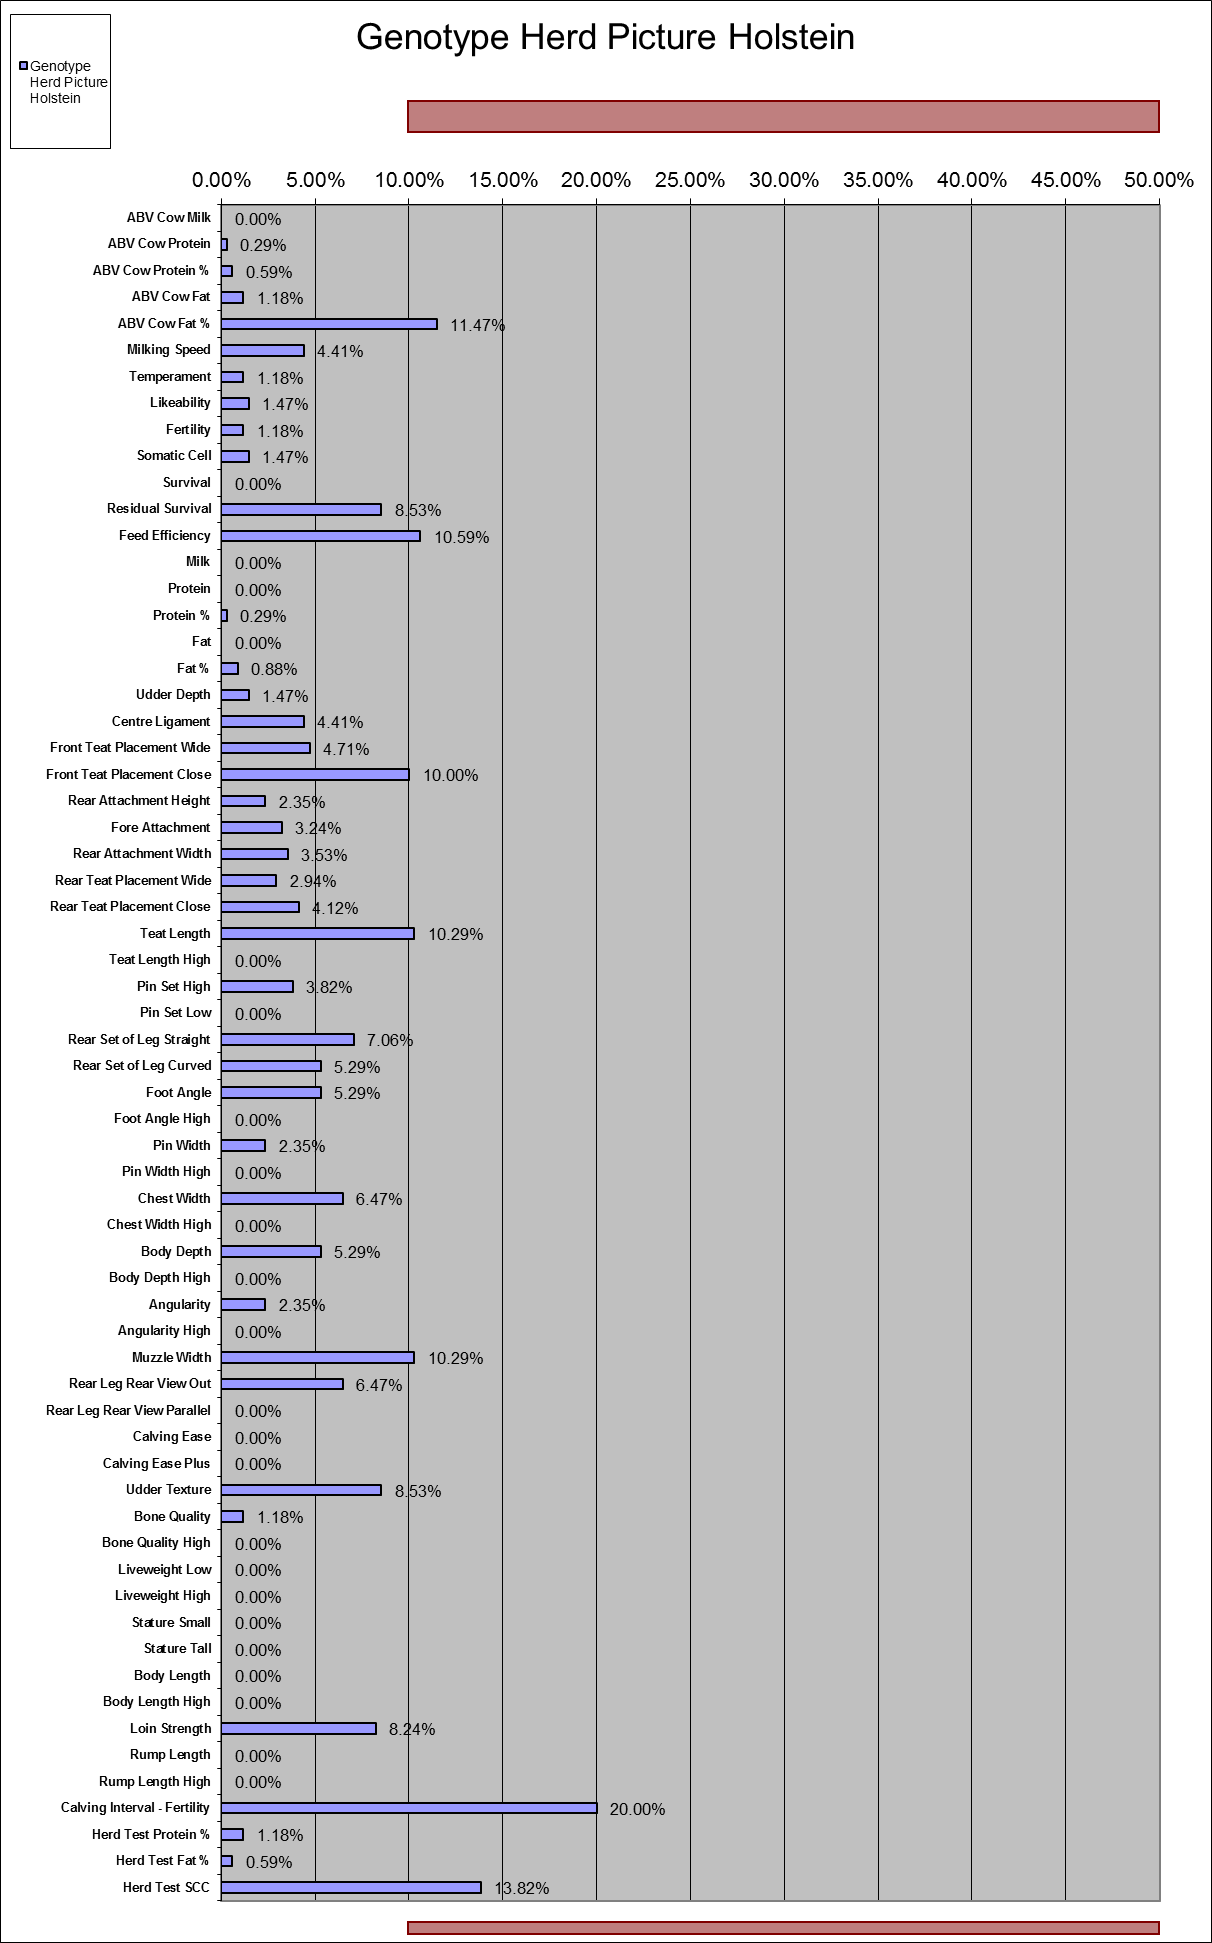 Genotype Herd Picture Holstein
Genotype
Herd Picture
Holstein
0.00% 5.00% 10.00% 15.00% 20.00% 25.00% 30.00% 35.00% 40.00% 45.00% 50.00%
ABV Cow Milk 0.00%
ABV Cow Protein 0.29%
ABV Cow Protein % 0.59%
ABV Cow Fat 1.18%
ABV Cow Fat % 11.47%
Milking Speed 4.41%
Temperament 1.18%
Likeability 1.47%
Fertility 1.18%
Somatic Cell 1.47%
Survival 0.00%
Residual Survival 8.53%
Feed Efficiency 10.59%
Milk 0.00%
Protein 0.00%
Protein % 0.29%
Fat 0.00%
Fat % 0.88%
Udder Depth 1.47%
Centre Ligament 4.41%
Front Teat Placement Wide 4.71%
Front Teat Placement Close 10.00%
Rear Attachment Height 2.35%
Fore Attachment 3.24%
Rear Attachment Width 3.53%
Rear Teat Placement Wide 2.94%
Rear Teat Placement Close 4.12%
Teat Length 10.29%
Teat Length High 0.00%
Pin Set High 3.82%
Pin Set Low 0.00%
Rear Set of Leg Straight 7.06%
Rear Set of Leg Curved 5.29%
Foot Angle 5.29%
Foot Angle High 0.00%
Pin Width 2.35%
Pin Width High 0.00%
Chest Width 6.47%
Chest Width High 0.00%
Body Depth 5.29%
Body Depth High 0.00%
Angularity 2.35%
Angularity High 0.00%
Muzzle Width 10.29%
Rear Leg Rear View Out 6.47%
Rear Leg Rear View Parallel 0.00%
Calving Ease 0.00%
Calving Ease Plus 0.00%
Udder Texture 8.53%
Bone Quality 1.18%
Bone Quality High 0.00%
Liveweight Low 0.00%
Liveweight High 0.00%
Stature Small 0.00%
Stature Tall 0.00%
Body Length 0.00%
Body Length High 0.00%
Loin Strength 8.24%
Rump Length 0.00%
Rump Length High 0.00%
Calving Interval - Fertility 20.00%
Herd Test Protein % 1.18%
Herd Test Fat % 0.59%
Herd Test SCC 13.82%